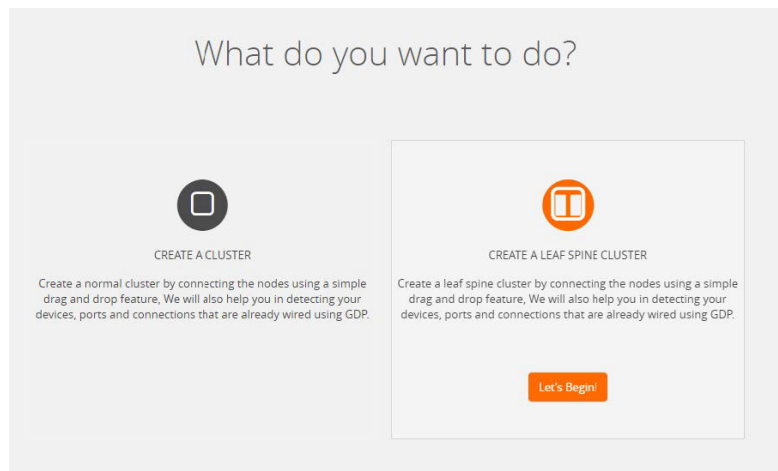 What do you want to do?
CREATE A CLUSTER
Create a normal cluster by connecting the nodes using a simple
drag and drop feature, We will also help you in detecting your
devices, ports and connections that are already wired using GDP.
CREATE A LEAF SPINE CLUSTER
Create a leaf spine cluster by connecting the nodes using a simple
drag and drop feature, We will also help you in detecting your
devices, ports and connections that are already wired using GDP.
Let's Begin!